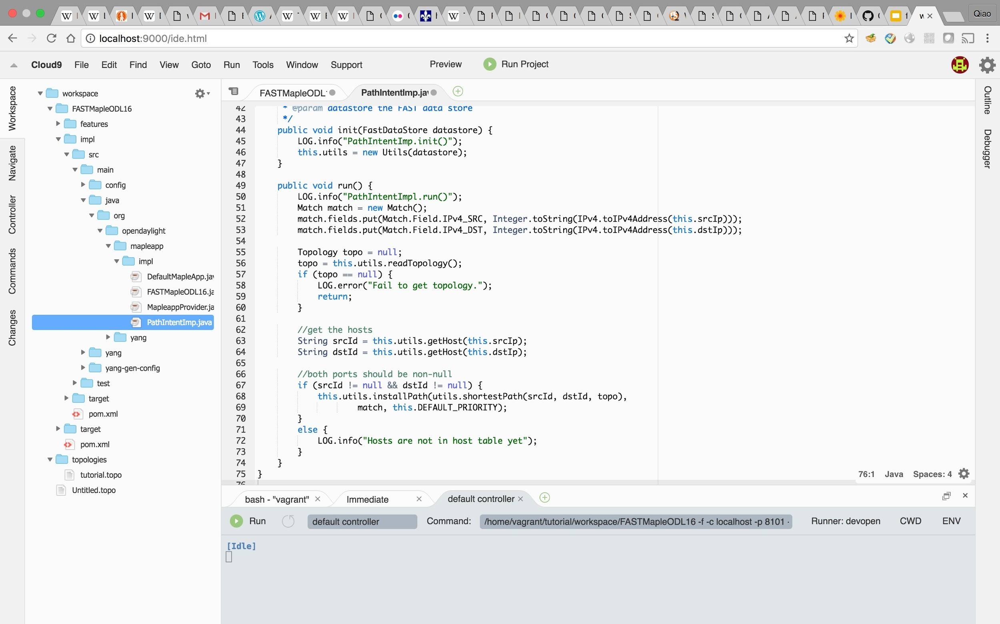 Qiao
localhost:9000/ide.html
Cloud9 File Edit Find View Goto Run Tools Window Support Preview Run Project
Workspace
Navigate
Controller
Commands
Changes
workspace
FASTMapleODL16
features
impl
src
main
config
java
org
opendaylight
mapleapp
impl
DefaultMapleApp.jav
FASTMapleODL16.ja
MapleappProvider.ja
PathIntentImp.java
yang
yang
yang-gen-config
test
target
pom.xml
target
pom.xml
topologies
tutorial.topo
Untitled.topo
FASTMapleODL PathIntentImp.jav
42 * @param datastore the FAST data store
43 */
44 public void init(FastDataStore datastore) {
45 LOG.info("PathIntentImp.init()");
46 this.utils = new Utils(datastore);
47 }
48
49 public void run() {
50 LOG.info("PathIntentImpl.run()");
51 Match match = new Match();
52 match.fields.put(Match.Field.IPv4_SRC, Integer.toString(IPv4.toIPv4Address(this.srcIp)));
53 match.fields.put(Match.Field.IPv4_DST, Integer.toString(IPv4.toIPv4Address(this.dstIp)));
54
55 Topology topo = null;
56 topo = this.utils.readTopology();
57 if (topo == null) {
58 LOG.error("Fail to get topology.");
59 return;
60 }
61
62 //get the hosts
63 String srcId = this.utils.getHost(this.srcIp);
64 String dstId = this.utils.getHost(this.dstIp);
65
66 //both ports should be non-null
67 if (srcId != null && dstId != null) {
68 this.utils.installPath(utils.shortestPath(srcId, dstId, topo),
69 match, this.DEFAULT_PRIORITY);
70 }
71 else {
72 LOG.info("Hosts are not in host table yet");
73 }
74 }
75 }
76
76:1 Java Spaces: 4
Outline
Debugger
bash - "vagrant" Immediate default controller
Run default controller Command: /home/vagrant/tutorial/workspace/FASTMapleODL16 -f -c localhost -p 8101 Runner: devopen CWD ENV
[Idle]